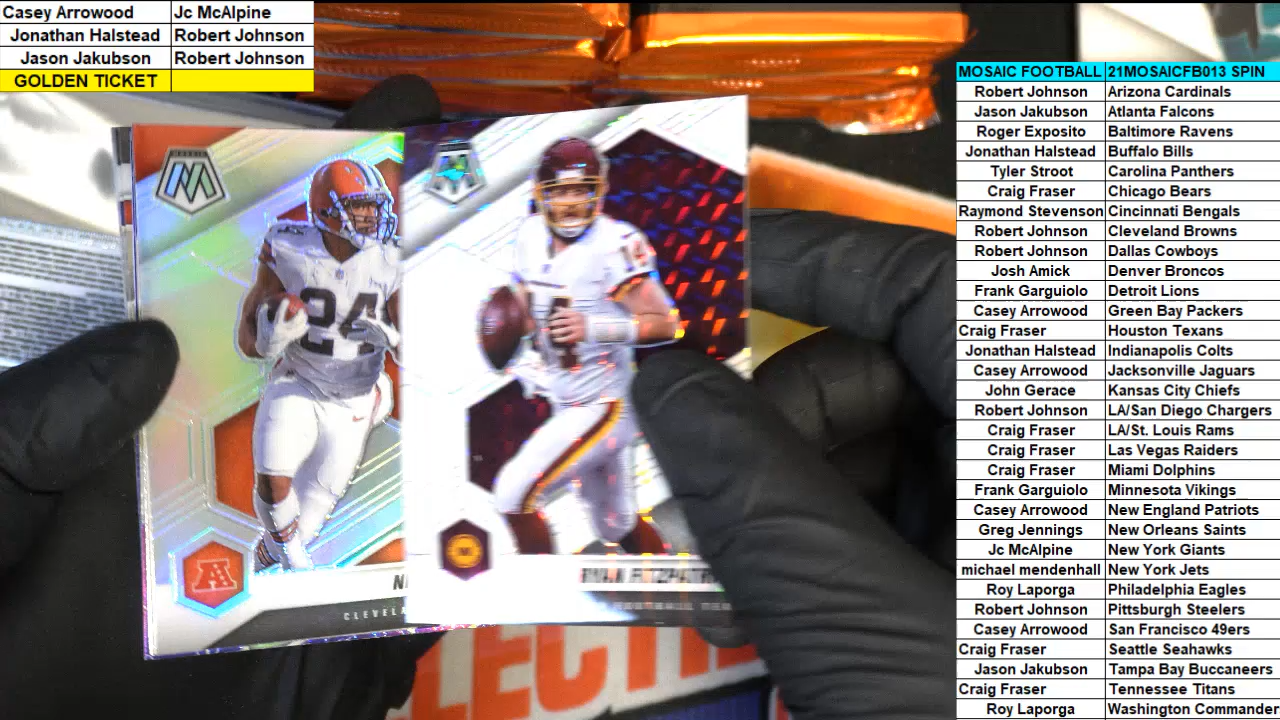 Casey Arrowood Jc McAlpine
Jonathan Halstead Robert Johnson
Jason Jakubson Robert Johnson
GOLDEN TICKET
MOSAIC FOOTBALL 21MOSAICFB013 SPIN
Robert Johnson Arizona Cardinals
Jason Jakubson Atlanta Falcons
Roger Exposito Baltimore Ravens
Jonathan Halstead Buffalo Bills
Tyler Stroot Carolina Panthers
Craig Fraser Chicago Bears
Raymond Stevenson Cincinnati Bengals
Robert Johnson Cleveland Browns
Robert Johnson Dallas Cowboys
Josh Amick Denver Broncos
Frank Garguiolo Detroit Lions
Casey Arrowood Green Bay Packers
Craig Fraser Houston Texans
Jonathan Halstead Indianapolis Colts
Casey Arrowood Jacksonville Jaguars
John Gerace Kansas City Chiefs
Robert Johnson LA/San Diego Chargers
Craig Fraser LA/St. Louis Rams
Craig Fraser Las Vegas Raiders
Craig Fraser Miami Dolphins
Frank Garguiolo Minnesota Vikings
Casey Arrowood New England Patriots
Greg Jennings New Orleans Saints
Jc McAlpine New York Giants
michael mendenhall New York Jets
Roy Laporga Philadelphia Eagles
Robert Johnson Pittsburgh Steelers
Casey Arrowood San Francisco 49ers
Craig Fraser Seattle Seahawks
Jason Jakubson Tampa Bay Buccaneers
Craig Fraser Tennessee Titans
Roy Laporga Washington Commander
24
14
A
N
CLEVELA
FOOTBALL TEA
LECTI